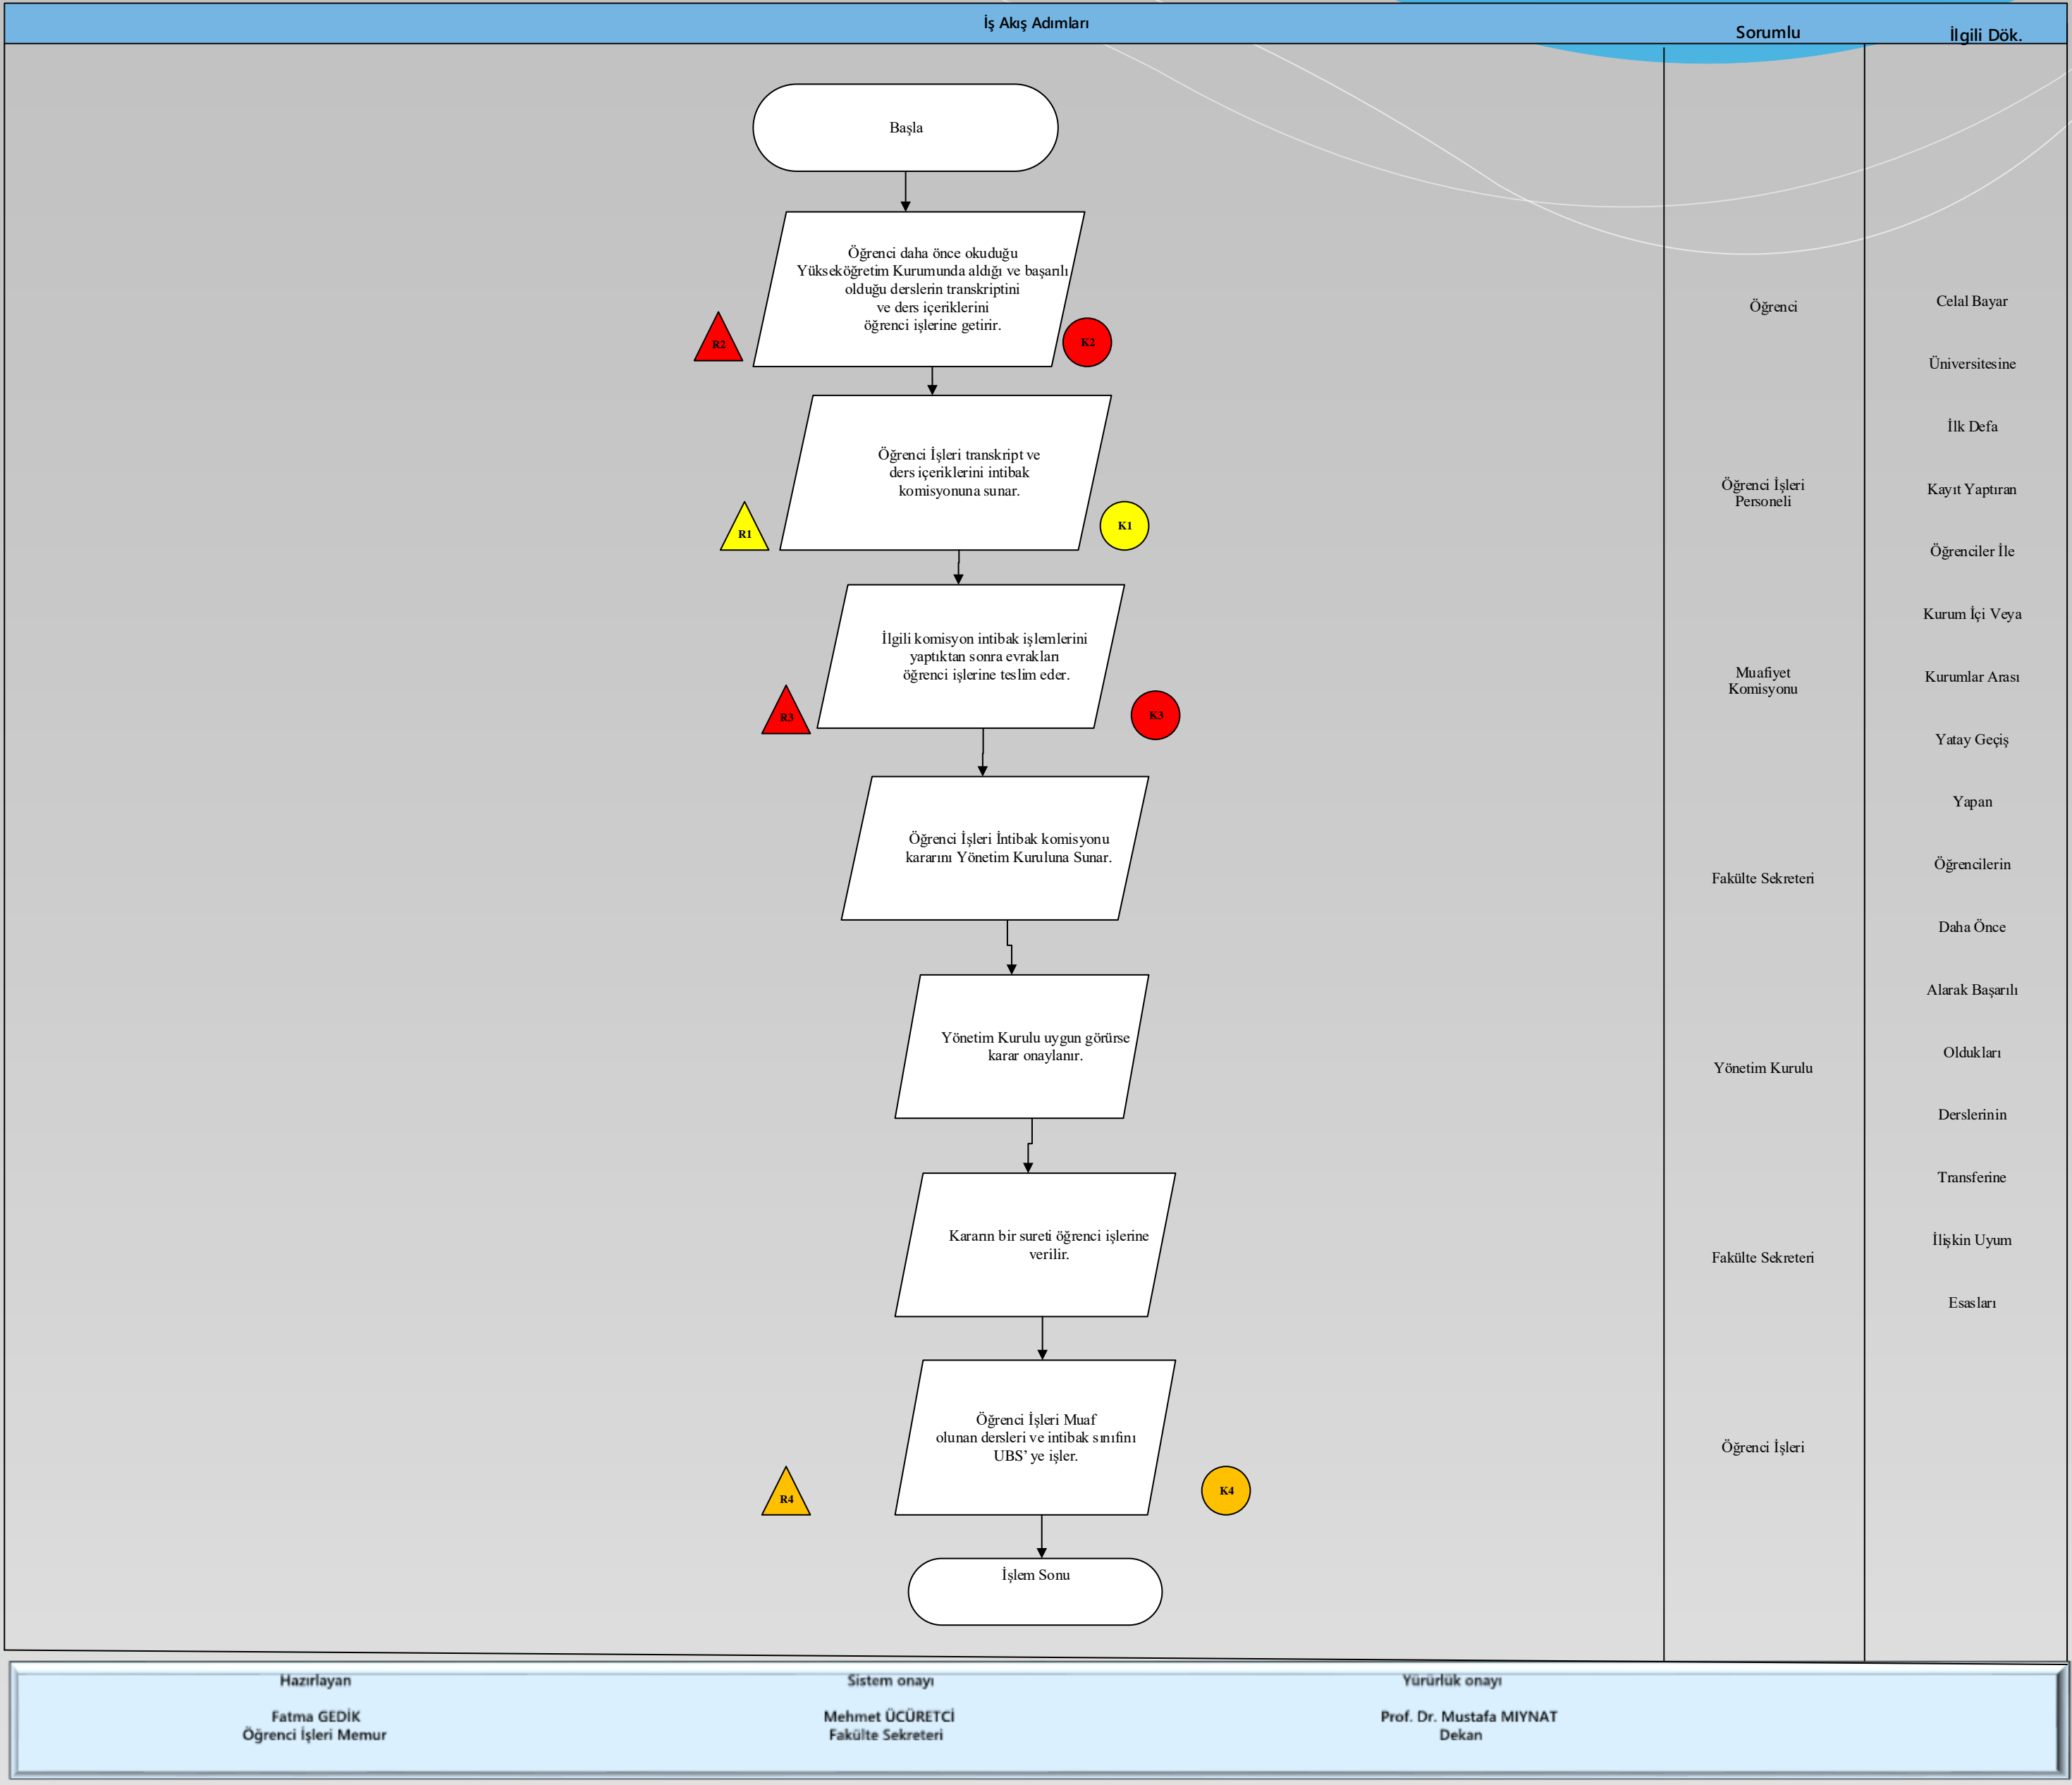 İş Akış Adımları
Sorumlu
İlgili Dök.
Başla
Öğrenci daha önce okuduğu
Yükseköğretim Kurumunda aldığı ve başarılı
olduğu derslerin transkriptini
ve ders içeriklerini
öğrenci işlerine getirir.
R2
K2
Öğrenci İşleri transkript ve
ders içeriklerini intibak
komisyonuna sunar.
R1
K1
İlgili komisyon intibak işlemlerini
yaptıktan sonra evrakları
öğrenci işlerine teslim eder.
R3
K3
Öğrenci İşleri İntibak komisyonu
kararını Yönetim Kuruluna Sunar.
Yönetim Kurulu uygun görürse
karar onaylanır.
Kararın bir sureti öğrenci işlerine
verilir.
Öğrenci İşleri Muaf
olunan dersleri ve intibak sınıfını
UBS' ye işler.
R4
K4
İşlem Sonu
Öğrenci
Öğrenci İşleri
Personeli
Muafiyet
Komisyonu
Fakülte Sekreteri
Yönetim Kurulu
Fakülte Sekreteri
Öğrenci İşleri
Celal Bayar
Üniversitesine
İlk Defa
Kayıt Yaptıran
Öğrenciler İle
Kurum İçi Veya
Kurumlar Arası
Yatay Geçiş
Yapan
Öğrencilerin
Daha Önce
Alarak Başarılı
Oldukları
Derslerinin
Transferine
İlişkin Uyum
Esasları
Hazırlayan
Fatma GEDİK
Öğrenci İşleri Memur
Sistem onayı
Mehmet ÜCÜRETCİ
Fakülte Sekreteri
Yürürlük onayı
Prof. Dr. Mustafa MIYNAT
Dekan